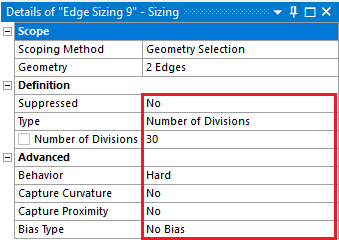 Details of "Edge Sizing 9" - Sizing
Scope
Scoping Method Geometry Selection
Geometry 2 Edges
Definition
Suppressed No
Type Number of Divisions
Number of Divisions 30
Advanced
Behavior Hard
Capture Curvature No
Capture Proximity No
Bias Type No Bias